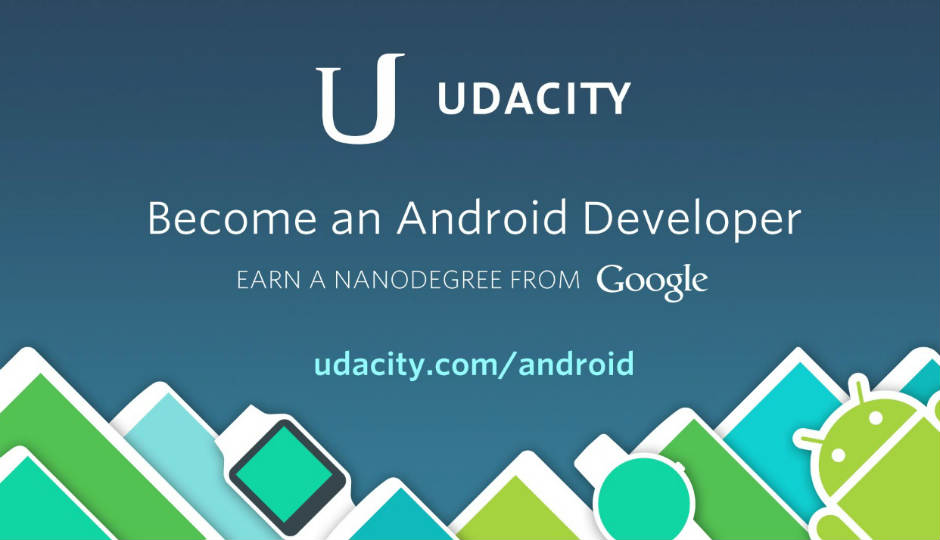 U UDACITY
Become an Android Developer
EARN A NANODEGREE FROM Google
udacity.com/android